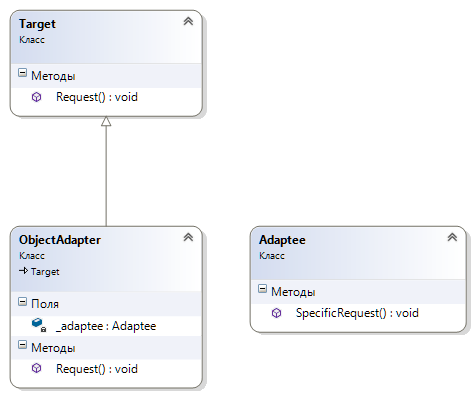 Target
Класс
Методы
Request() : void
ObjectAdapter
Класс
Target
Поля
_adaptee : Adaptee
Методы
Request() : void
Adaptee
Класс
Методы
SpecificRequest() : void